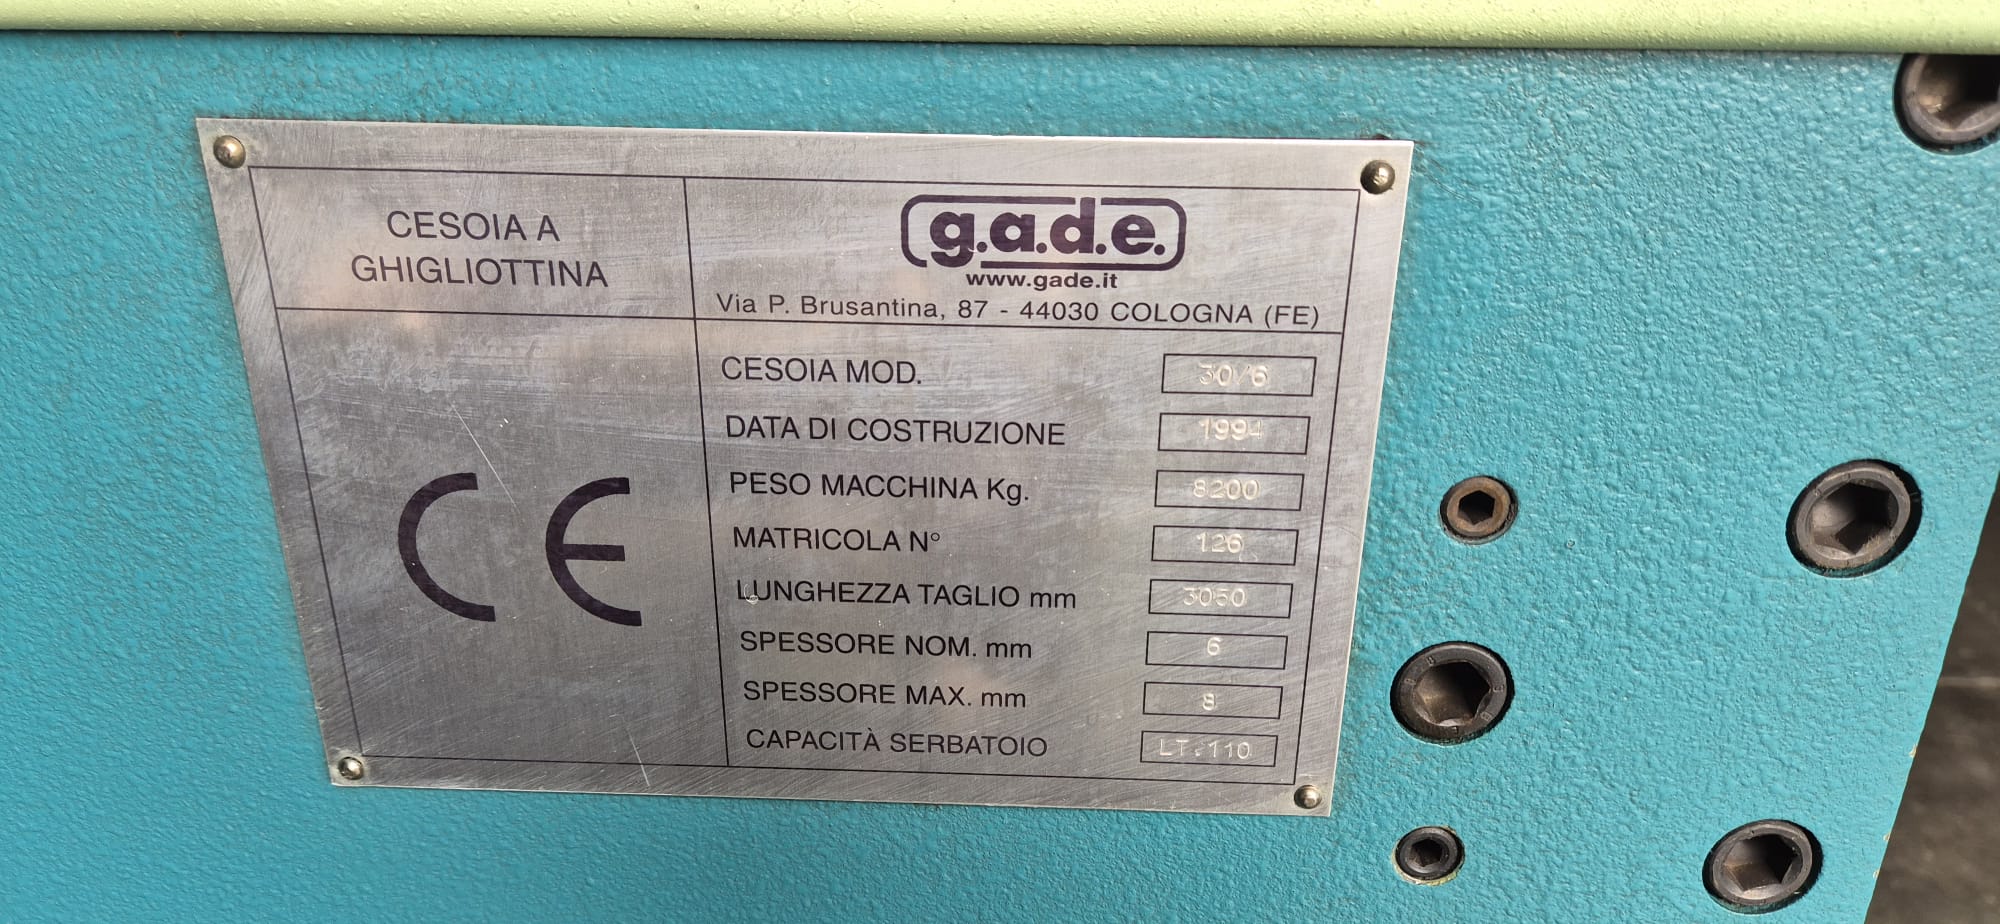 CESOIA A
GHIGLIOTTINA
g.a.d.e.
www.gade.it
Via P. Brusantina, 87 - 44030 COLOGNA (FE)
CE
CESOIA MOD. 30/6
DATA DI COSTRUZIONE 1994
PESO MACCHINA Kg. 8200
MATRICOLA N° 126
LUNGHEZZA TAGLIO mm 3050
SPESSORE NOM. mm 6
SPESSORE MAX. mm 8
CAPACITÀ SERBATOIO LT.110